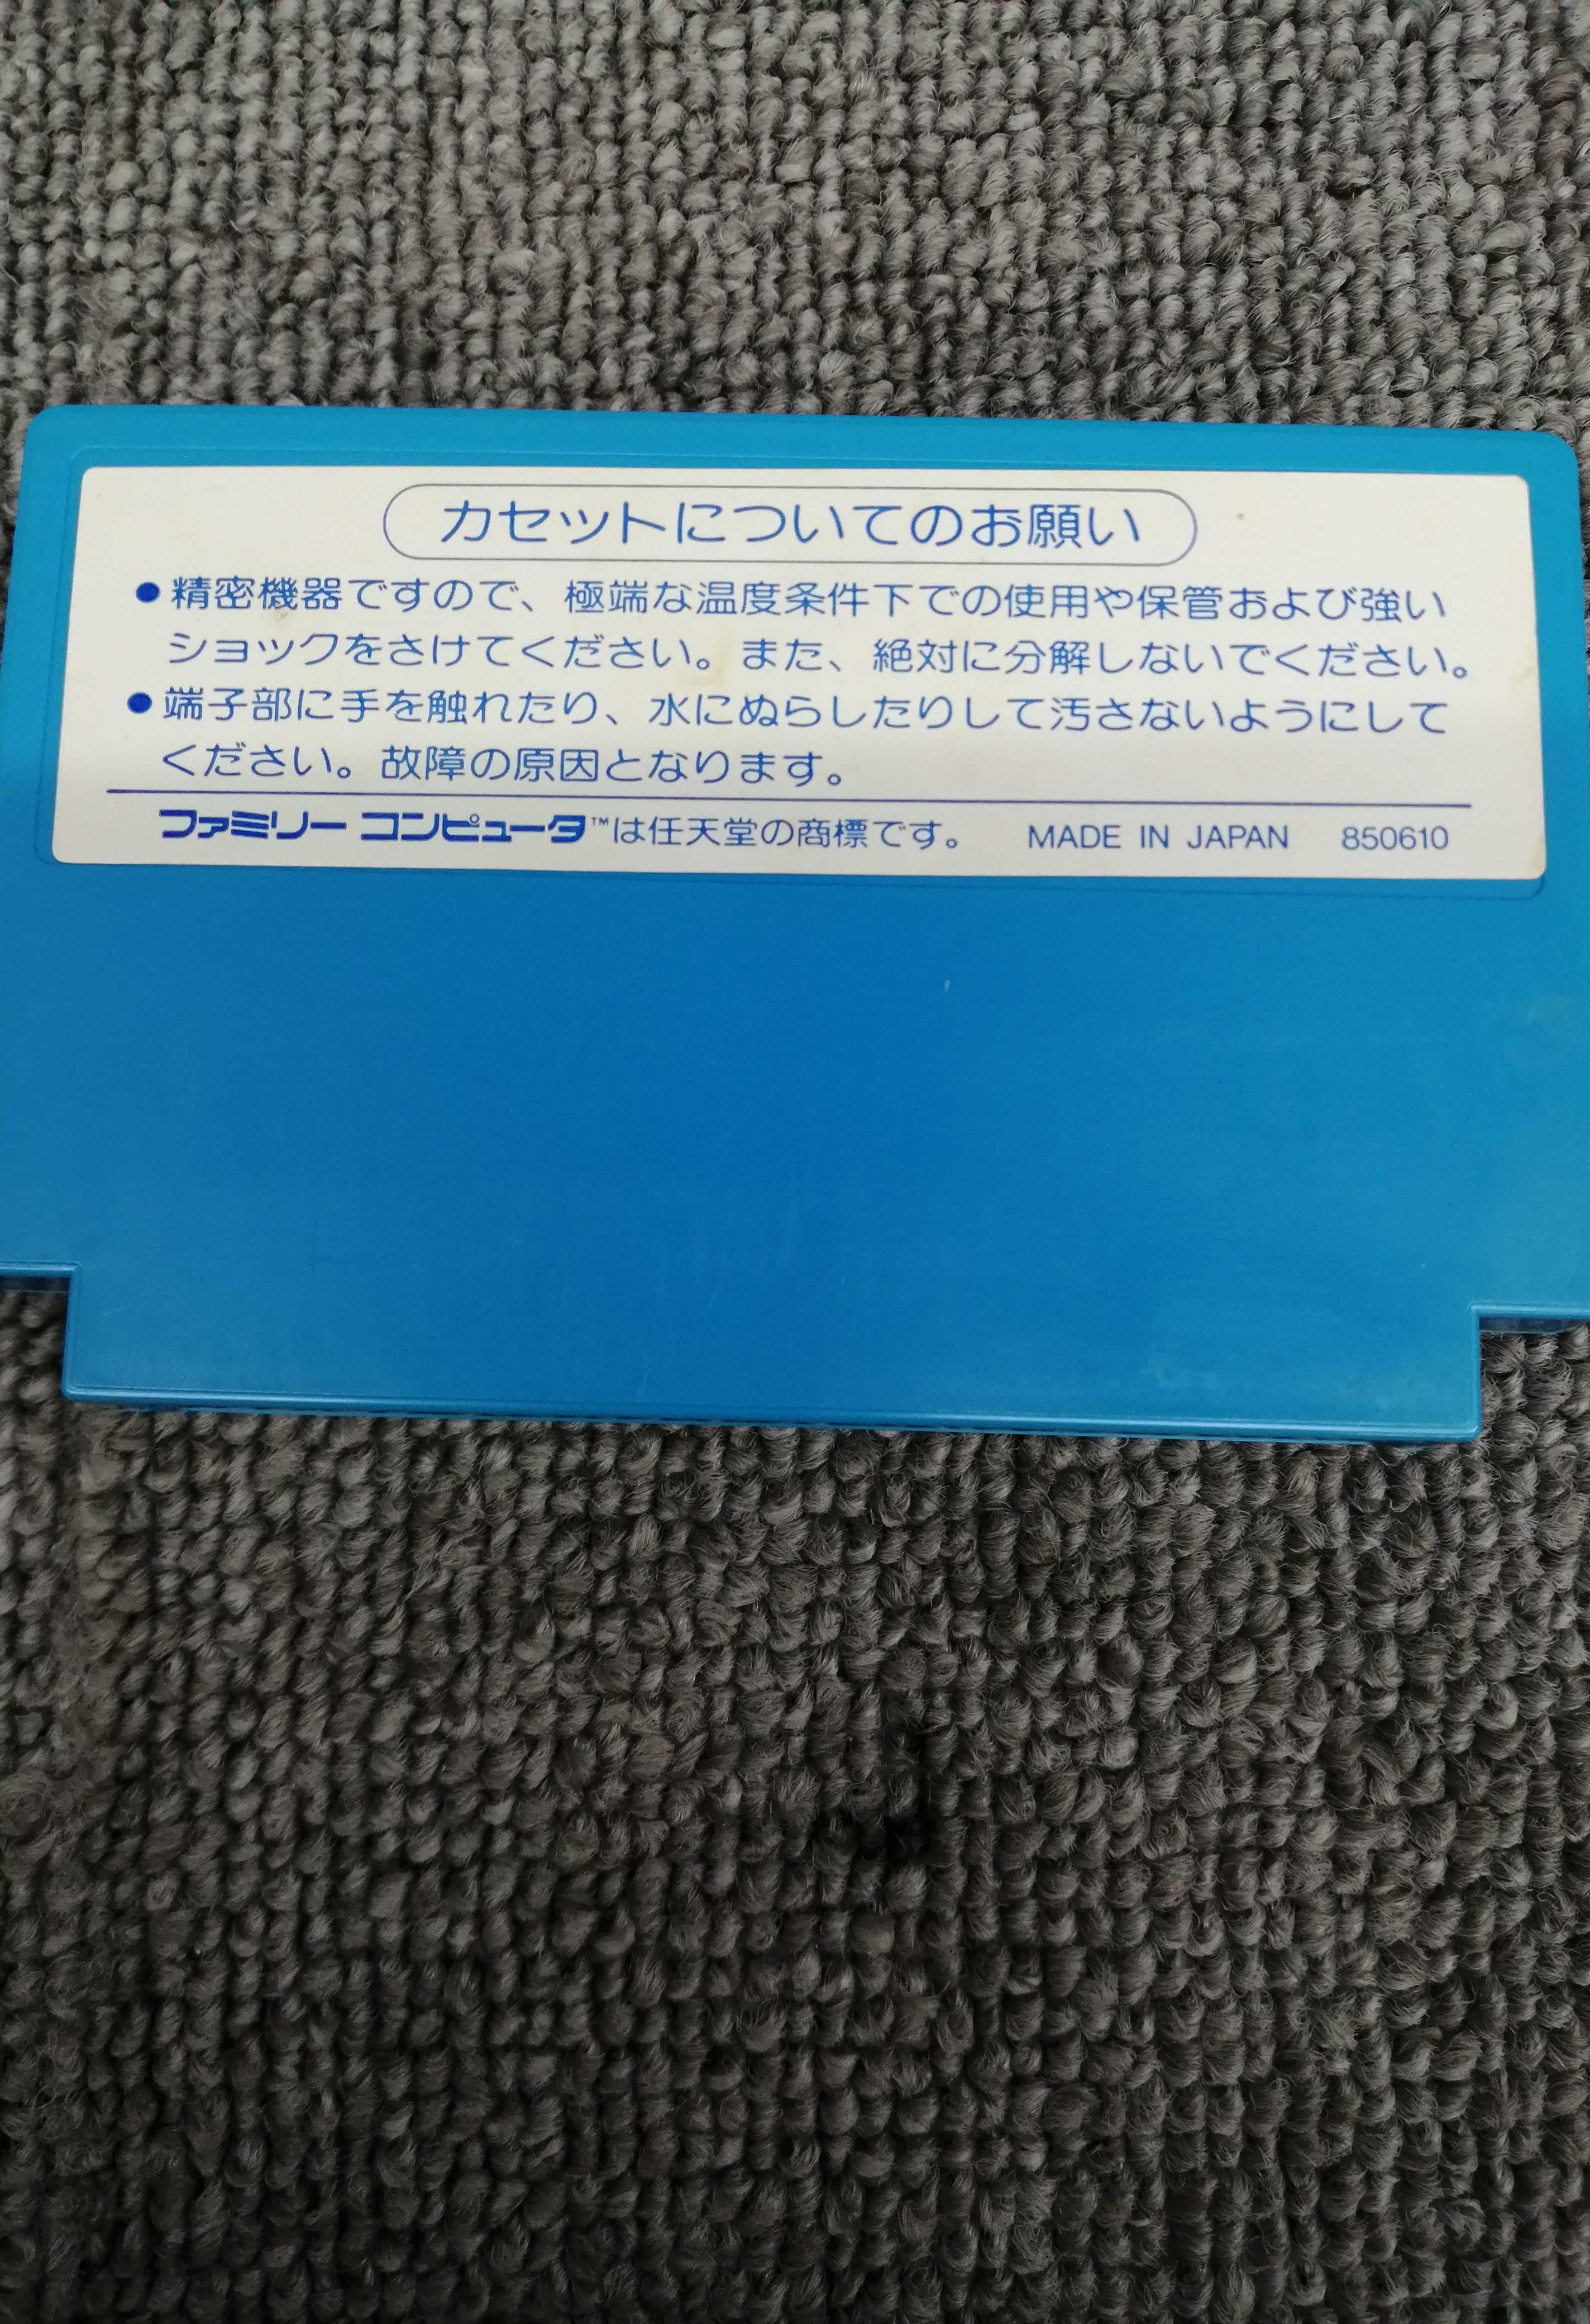 カセットについてのお願い
●精密機器ですので、極端な温度条件下での使用や保管および強い
ショックをさけてください。また、絶対に分解しないでください。
●端子部に手を触れたり、水にぬらしたりして汚さないようにして
ください。故障の原因となります。
ファミリー コンピュータ™は任天堂の商標です。 MADE IN JAPAN 850610